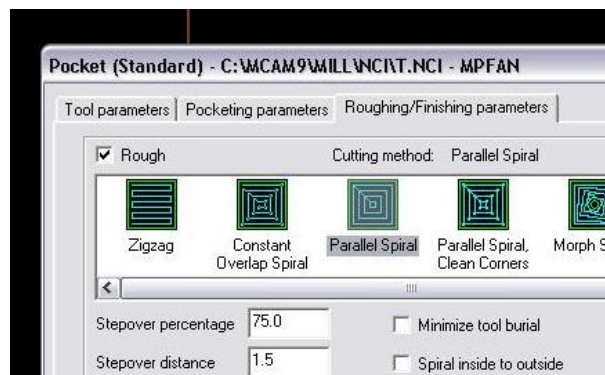 Pocket (Standard) - C:\MCAM9\MILL\NCI\T.NCI - MPFAN
Tool parameters Pocketing parameters Roughing/Finishing parameters
Rough Cutting method: Parallel Spiral
Zigzag Constant Overlap Spiral Parallel Spiral Parallel Spiral, Clean Corners Morph S
Stepover percentage 75.0 Minimize tool burial
Stepover distance 1.5 Spiral inside to outside